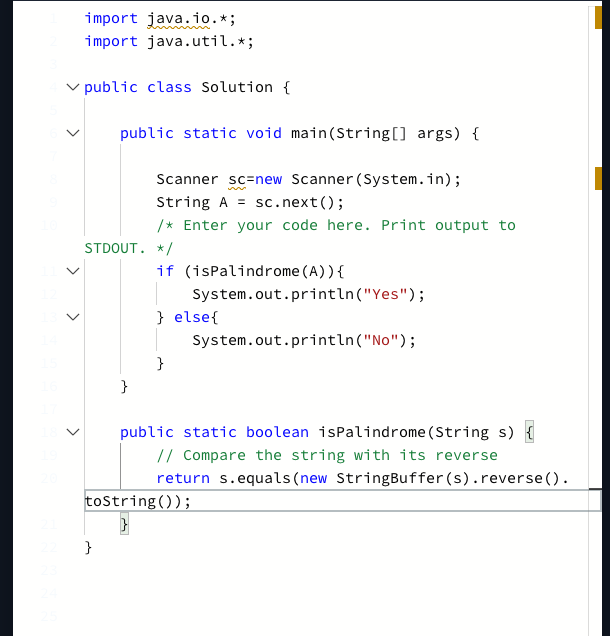 import java.io.*;
import java.util.*;
public class Solution {
public static void main(String[] args) {
Scanner sc=new Scanner(System.in);
String A = sc.next();
/* Enter your code here. Print output to
STDOUT. */
if (isPalindrome(A)){
System.out.println("Yes");
} else{
System.out.println("No");
}
}
public static boolean isPalindrome(String s) {
// Compare the string with its reverse
return s.equals(new StringBuffer(s).reverse().
toString());
}
}